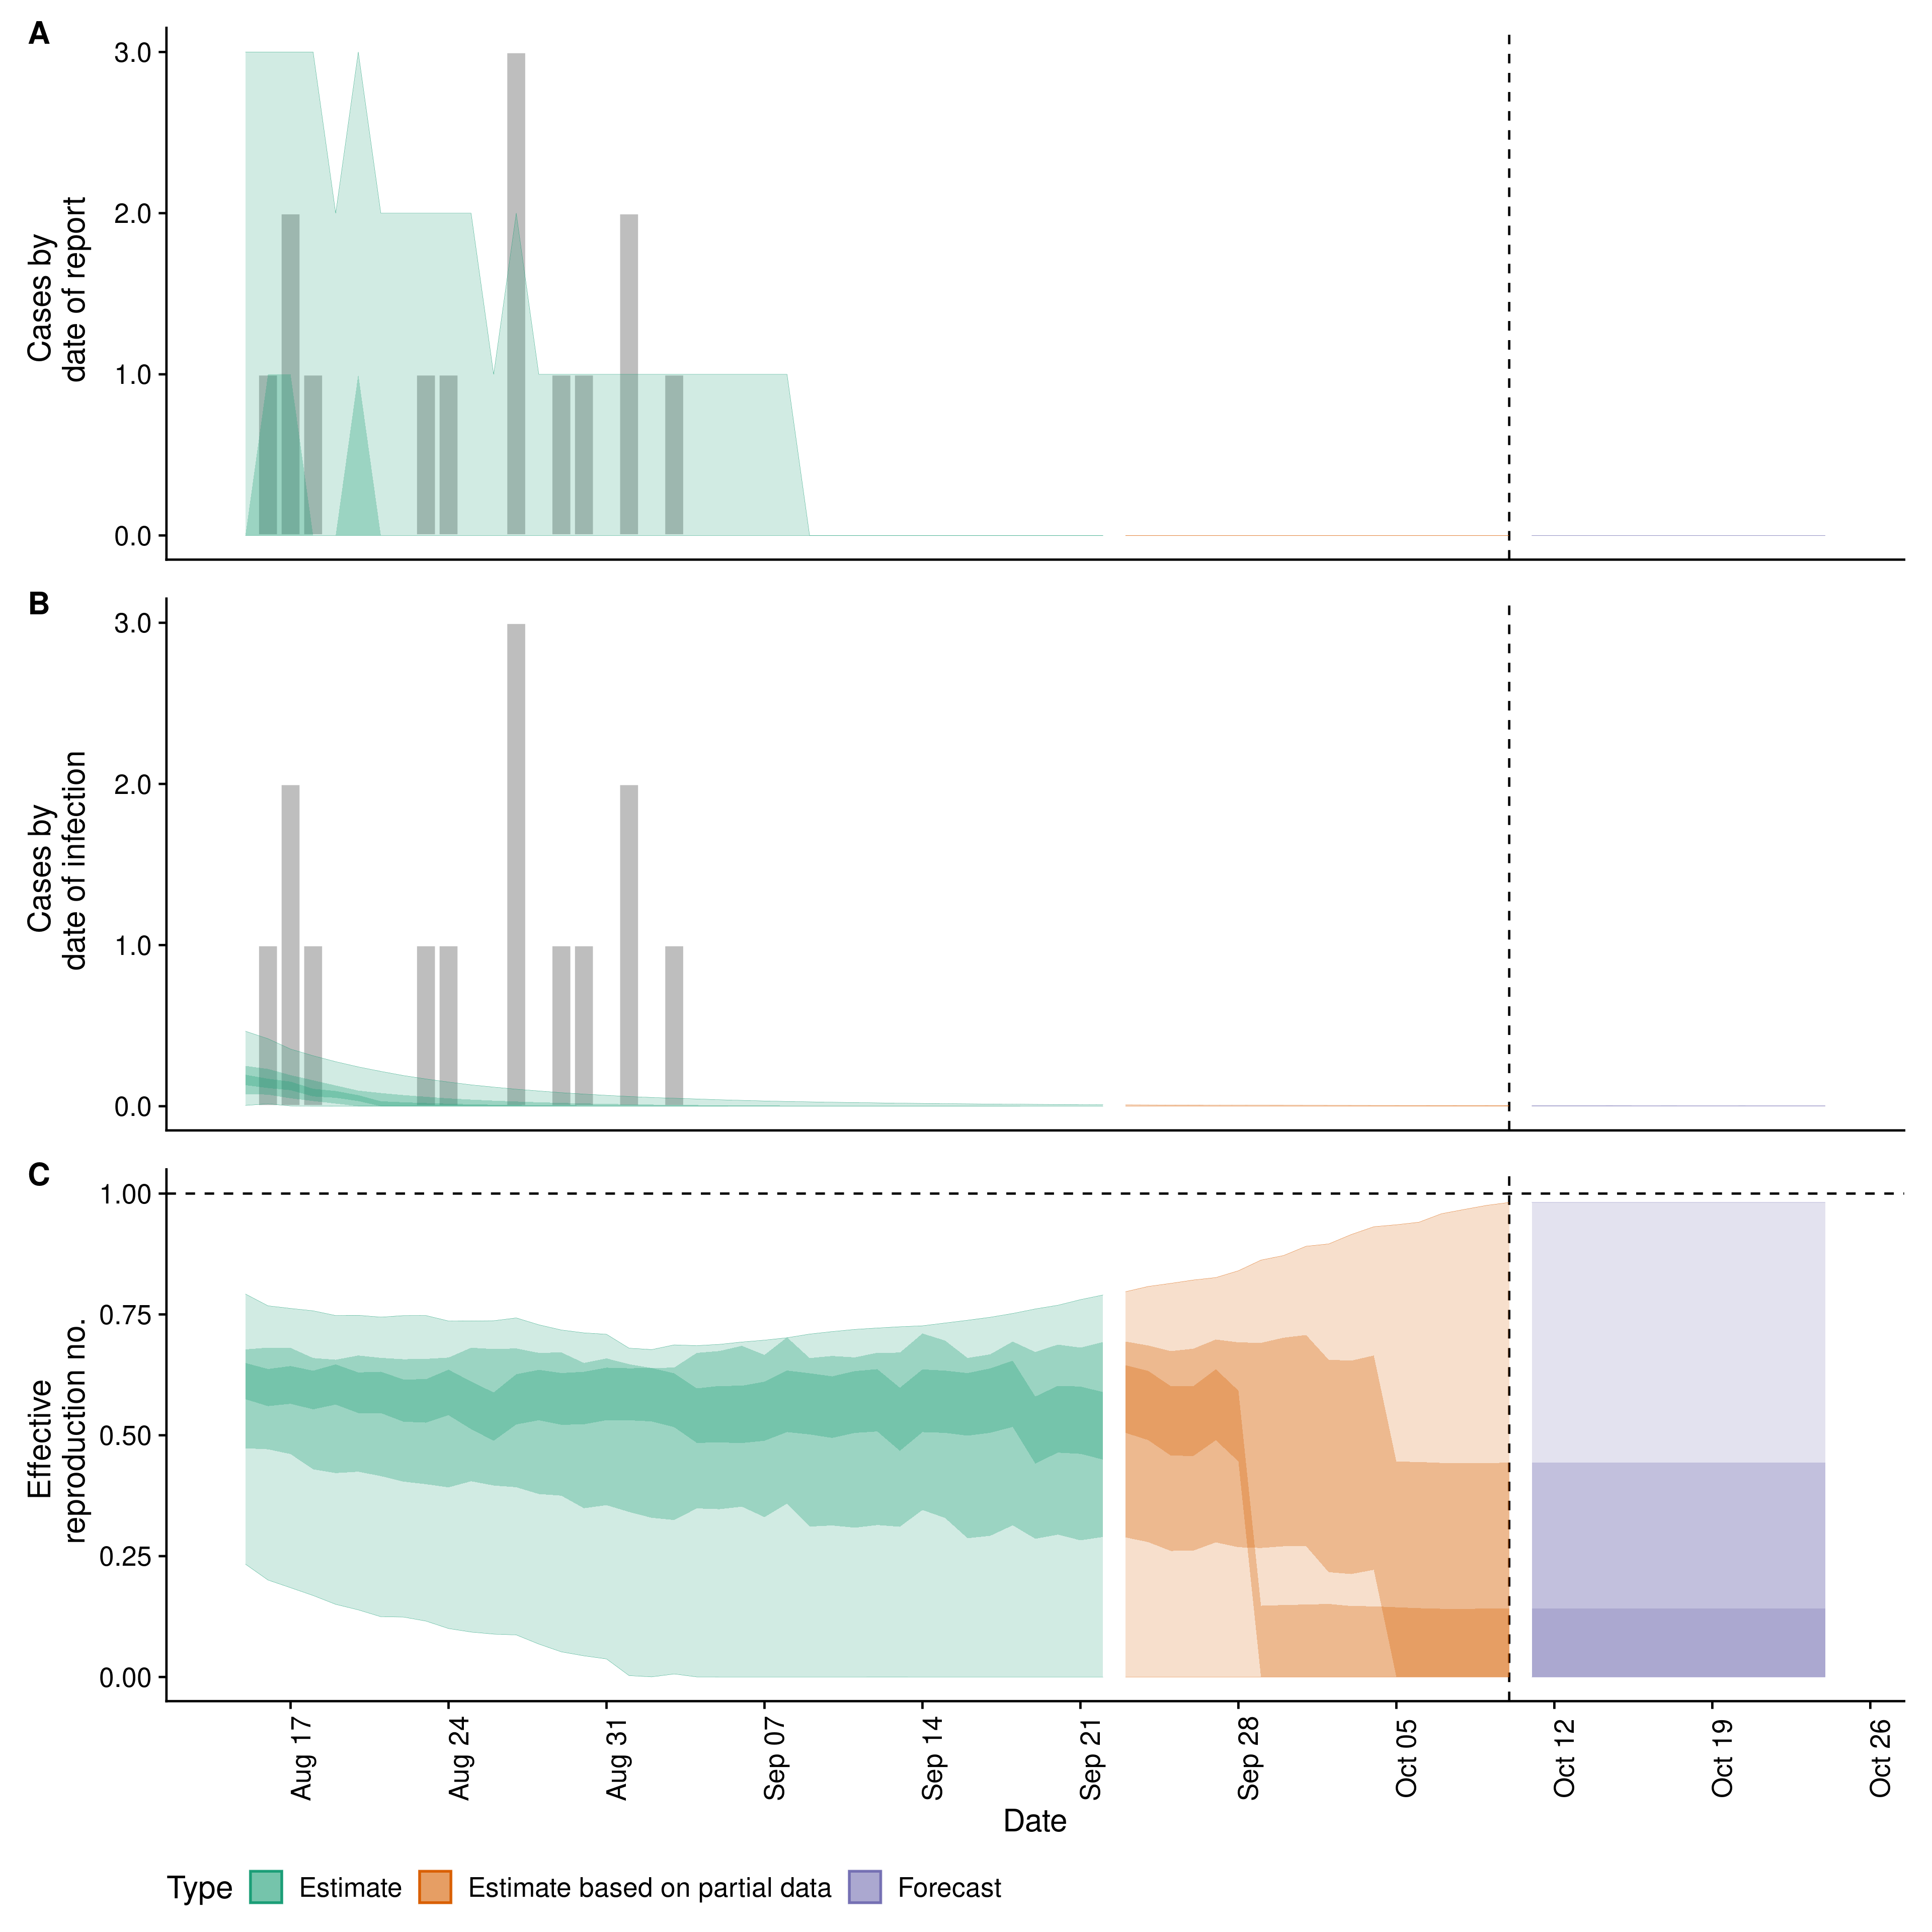 A
3.0
2.0
1.0
0.0
Cases by
date of report
B
3.0
2.0
1.0
0.0
Cases by
date of infection
C
1.00
0.75
0.50
0.25
0.00
Effective
reproduction no.
Aug 17
Aug 24
Aug 31
Sep 07
Sep 14
Sep 21
Sep 28
Oct 05
Oct 12
Oct 19
Oct 26
Date
Type Estimate Estimate based on partial data Forecast